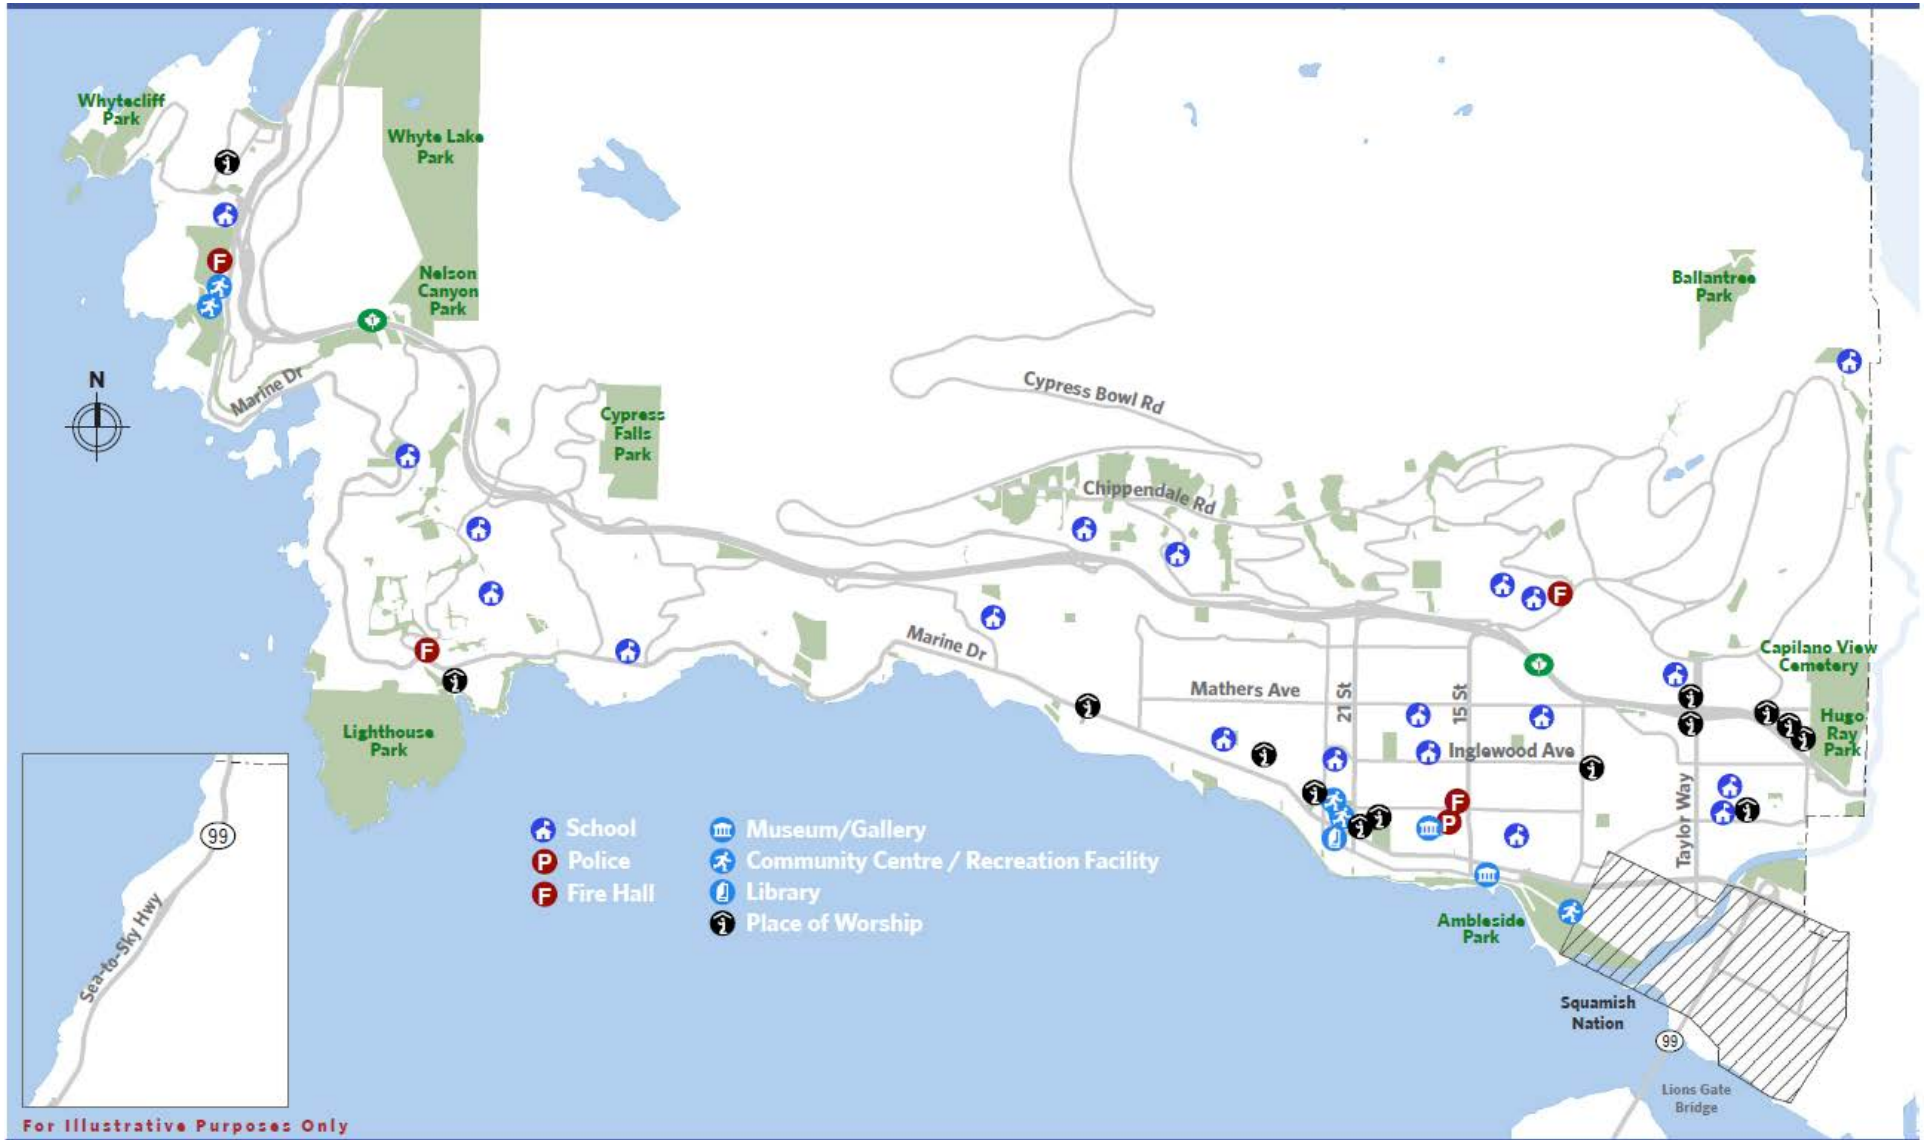 Whytecliff
Park
Whyte Lake
Park
Nelson
Canyon
Park
Ballantree
Park
N
Marine Dr
Cypress Bowl Rd
Cypress
Falls
Park
Chippendale Rd
Marine Dr
Capilano View
Cemetery
Mathers Ave
21 St
15 St
Hugo
Ray
Park
Lighthouse
Park
Inglewood Ave
Taylor Way
F
F
F
F
P
1
1
School
Police
Fire Hall
Museum/Gallery
Community Centre / Recreation Facility
Library
Place of Worship
P
F
99
Sea-to-Sky Hwy
Ambleside
Park
Squamish
Nation
99
Lions Gate
Bridge
For Illustrative Purposes Only